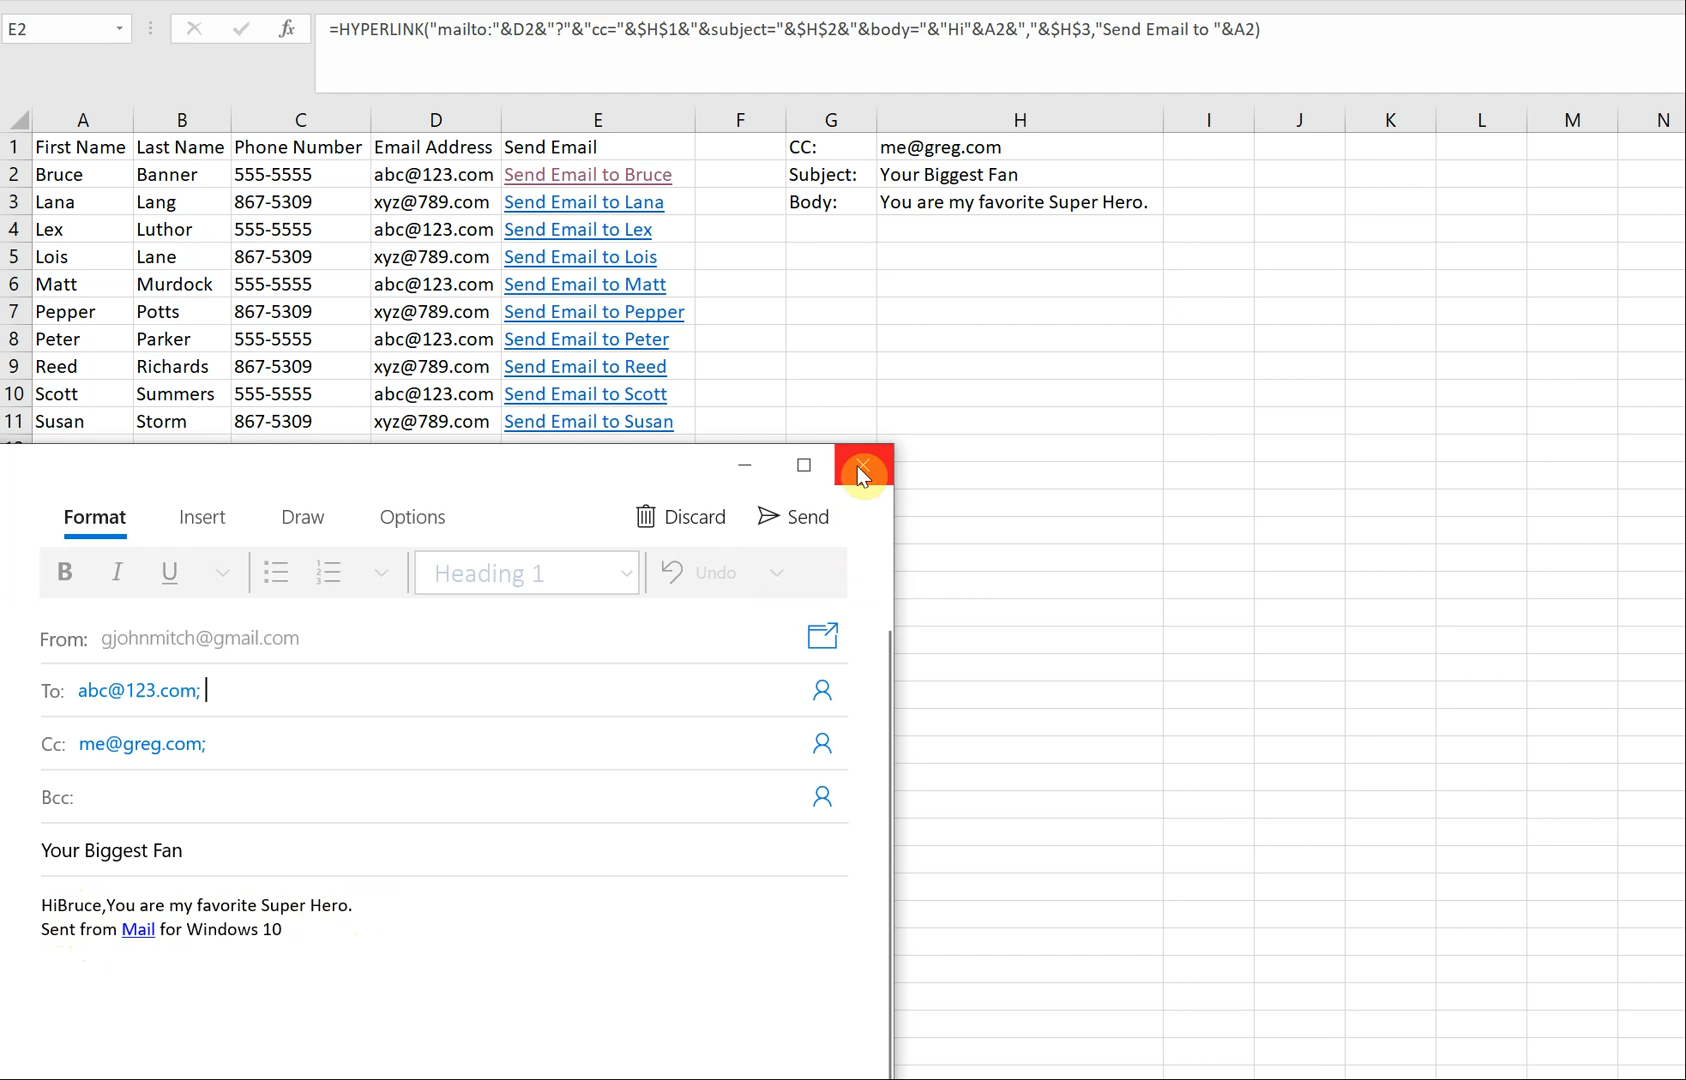 E2 fx =HYPERLINK("mailto:"&D2&"?"&"cc="&$H$1&"&subject="&$H$2&"&body="&"Hi"&A2&","&$H$3,"Send Email to "&A2)
A B C D E F G H I J K L M N
1 First Name Last Name Phone Number Email Address Send Email CC: me@greg.com
2 Bruce Banner 555-5555 abc@123.com Send Email to Bruce Subject: Your Biggest Fan
3 Lana Lang 867-5309 xyz@789.com Send Email to Lana Body: You are my favorite Super Hero.
4 Lex Luthor 555-5555 abc@123.com Send Email to Lex
5 Lois Lane 867-5309 xyz@789.com Send Email to Lois
6 Matt Murdock 555-5555 abc@123.com Send Email to Matt
7 Pepper Potts 867-5309 xyz@789.com Send Email to Pepper
8 Peter Parker 555-5555 abc@123.com Send Email to Peter
9 Reed Richards 867-5309 xyz@789.com Send Email to Reed
10 Scott Summers 555-5555 abc@123.com Send Email to Scott
11 Susan Storm 867-5309 xyz@789.com Send Email to Susan
Format Insert Draw Options Discard Send
B I U 1 2 3 Heading 1 Undo
From: gjohnmitch@gmail.com
To: abc@123.com;
Cc: me@greg.com;
Bcc:
Your Biggest Fan
HiBruce,You are my favorite Super Hero.
Sent from Mail for Windows 10